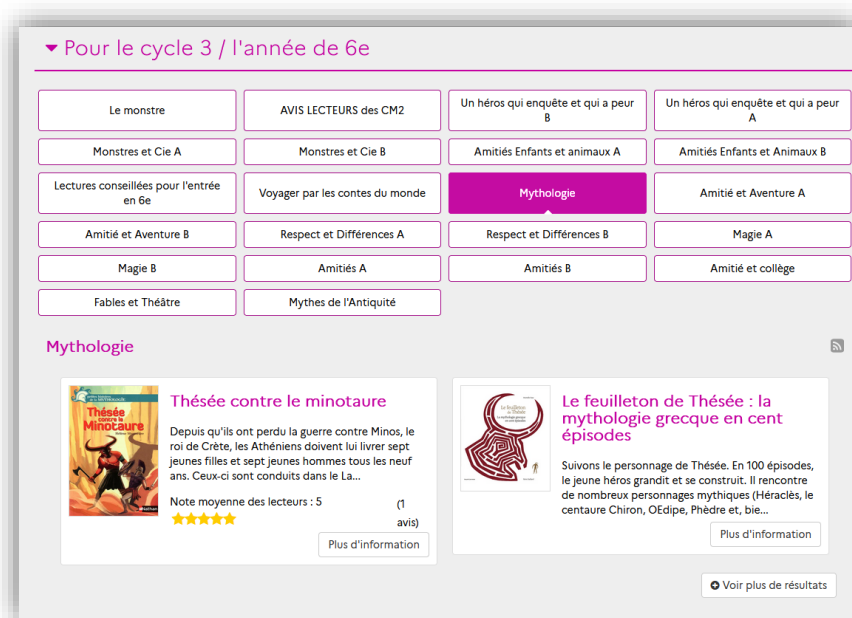 Pour le cycle 3 / l'année de 6e
Le monstre
AVIS LECTEURS des CM2
Un héros qui enquête et qui a peur
B
Un héros qui enquête et qui a peur
A
Monstres et Cie A
Monstres et Cie B
Amitiés Enfants et animaux A
Amitiés Enfants et Animaux B
Lectures conseillées pour l'entrée
en 6e
Voyager par les contes du monde
Mythologie
Amitié et Aventure A
Amitié et Aventure B
Respect et Différences A
Respect et Différences B
Magie A
Magie B
Amitiés A
Amitiés B
Amitié et collège
Fables et Théâtre
Mythes de l'Antiquité
Mythologie
Thésée
contre le
Minotaure
Thésée contre le minotaure
Depuis qu'ils ont perdu la guerre contre Minos, le
roi de Crète, les Athéniens doivent lui livrer sept
jeunes filles et sept jeunes hommes tous les neuf
ans. Ceux-ci sont conduits dans le La...
Note moyenne des lecteurs : 5
(1
avis)
Plus d'information
Le feuilleton
de Thésée
Le feuilleton de Thésée : la
mythologie grecque en cent
épisodes
Suivons le personnage de Thésée. En 100 épisodes,
le jeune héros grandit et se construit. Il rencontre
de nombreux personnages mythiques (Héraclès, le
centaure Chiron, OEdipe, Phèdre et, bie...
Plus d'information
Voir plus de résultats